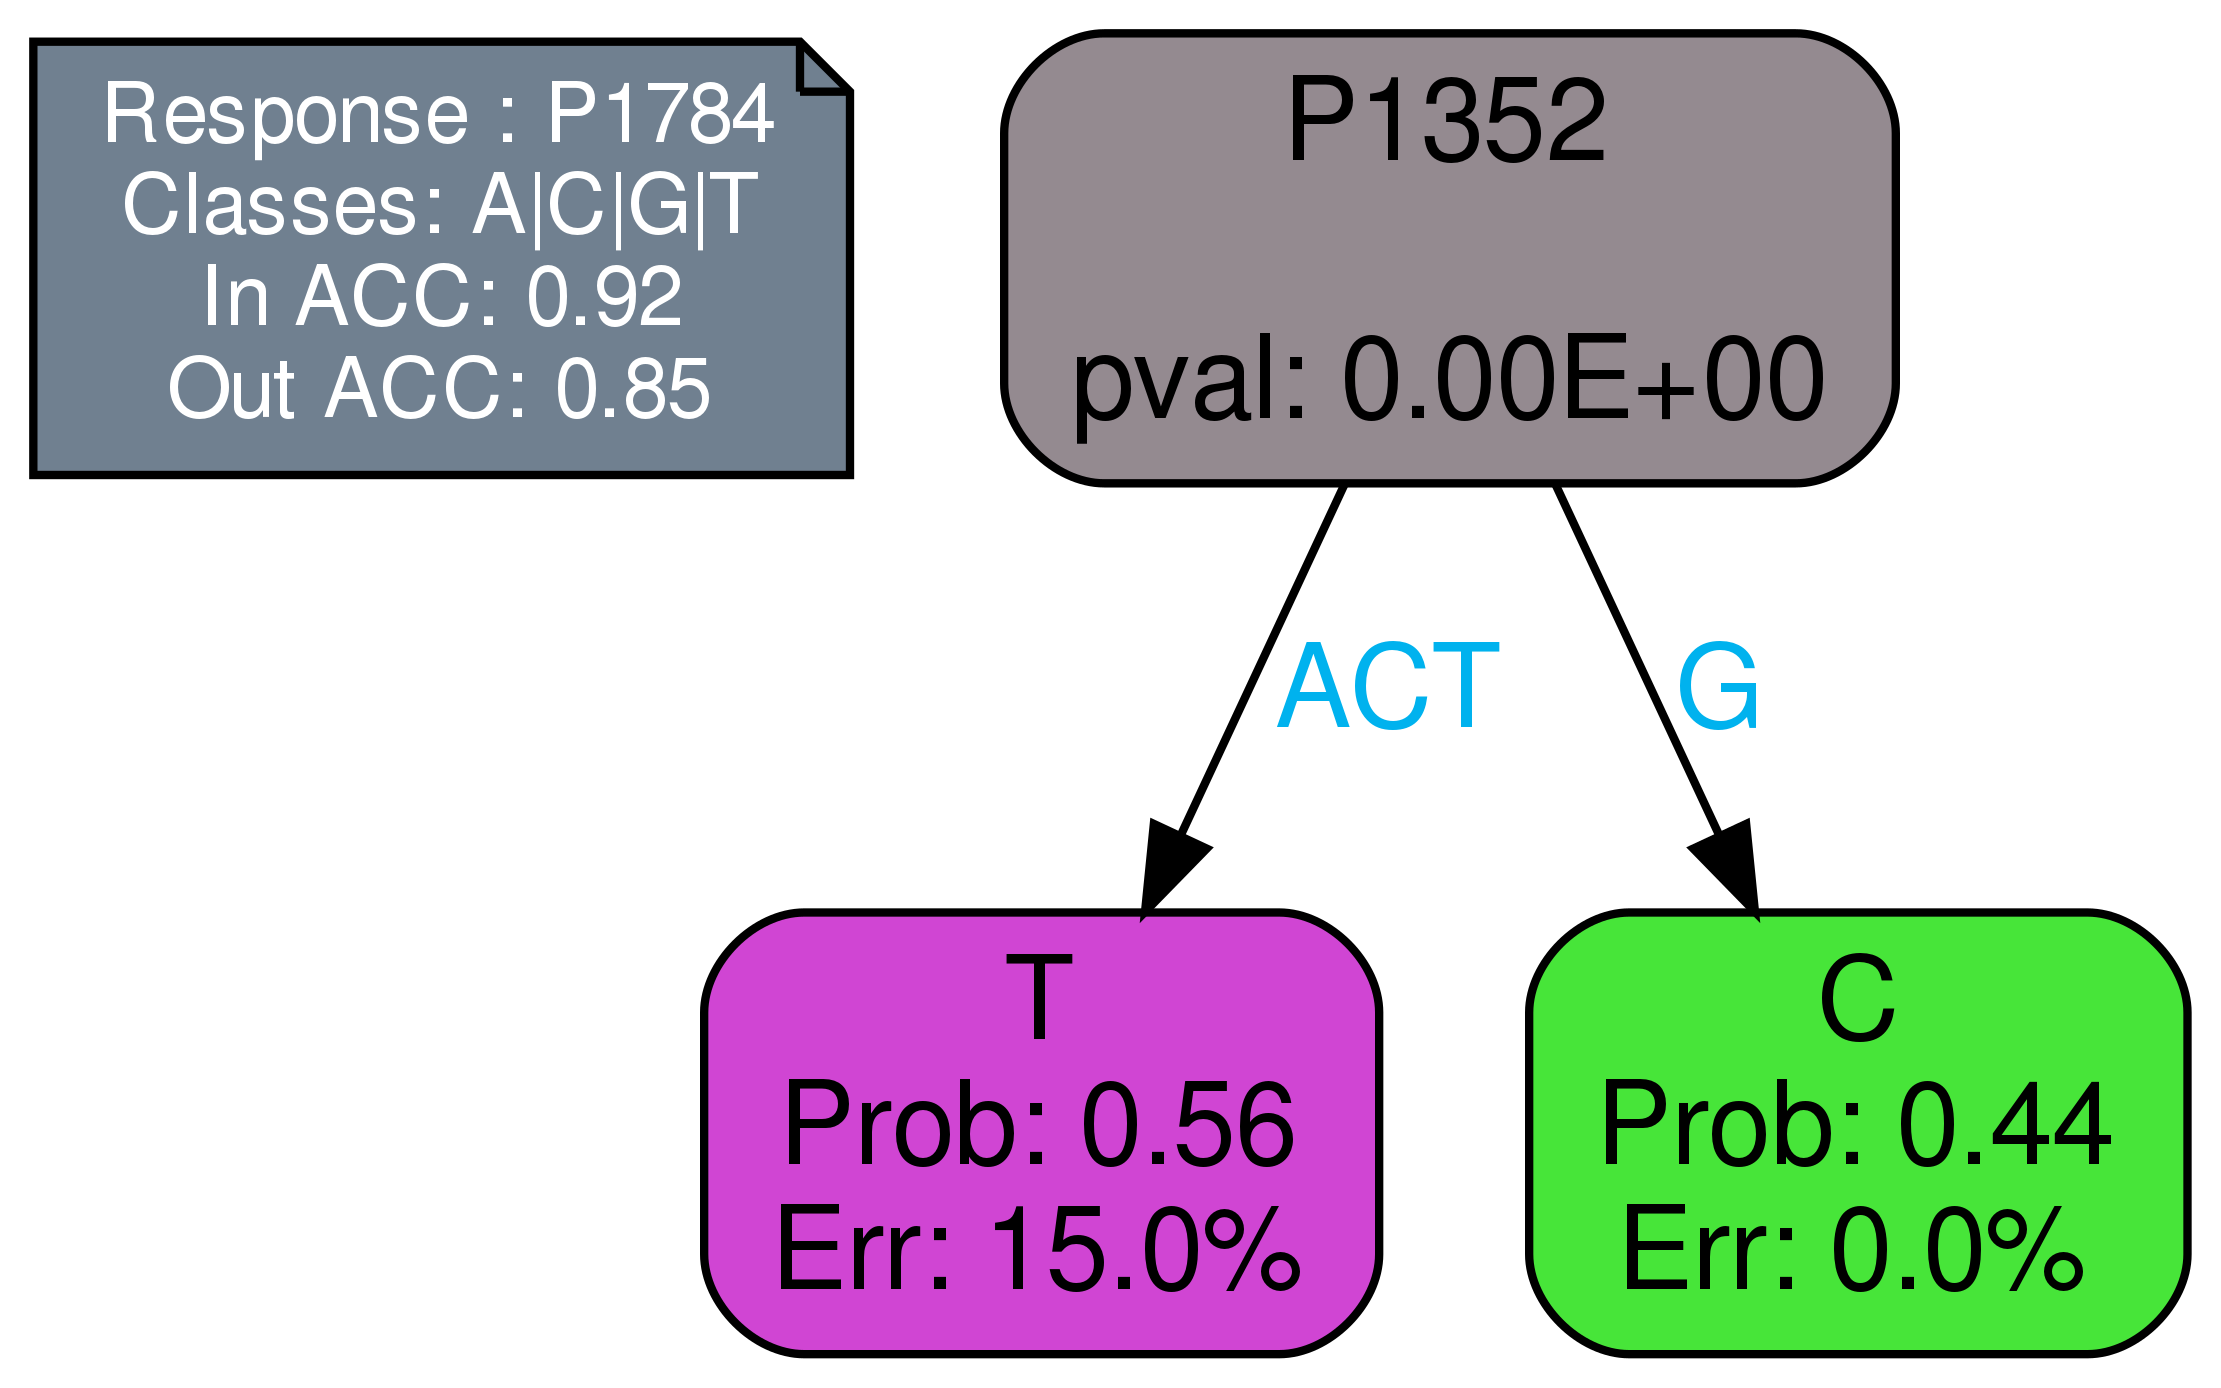 Response : P1784
Classes: A|C|G|T
In ACC: 0.92
Out ACC: 0.85
P1352
pval: 0.00E+00
ACT
G
T
Prob: 0.56
Err: 15.0%
C
Prob: 0.44
Err: 0.0%